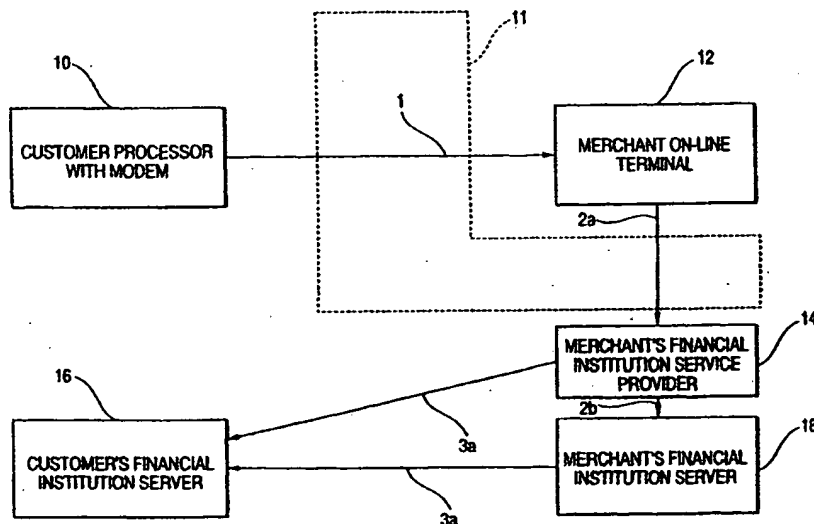 11
10
12
1
CUSTOMER PROCESSOR
WITH MODEM
MERCHANT ON-LINE
TERMINAL
2a
14
MERCHANT'S FINANCIAL
INSTITUTION SERVICE
PROVIDER
16
2b
18
3a
CUSTOMER'S FINANCIAL
INSTITUTION SERVER
MERCHANT'S FINANCIAL
INSTITUTION SERVER
3a